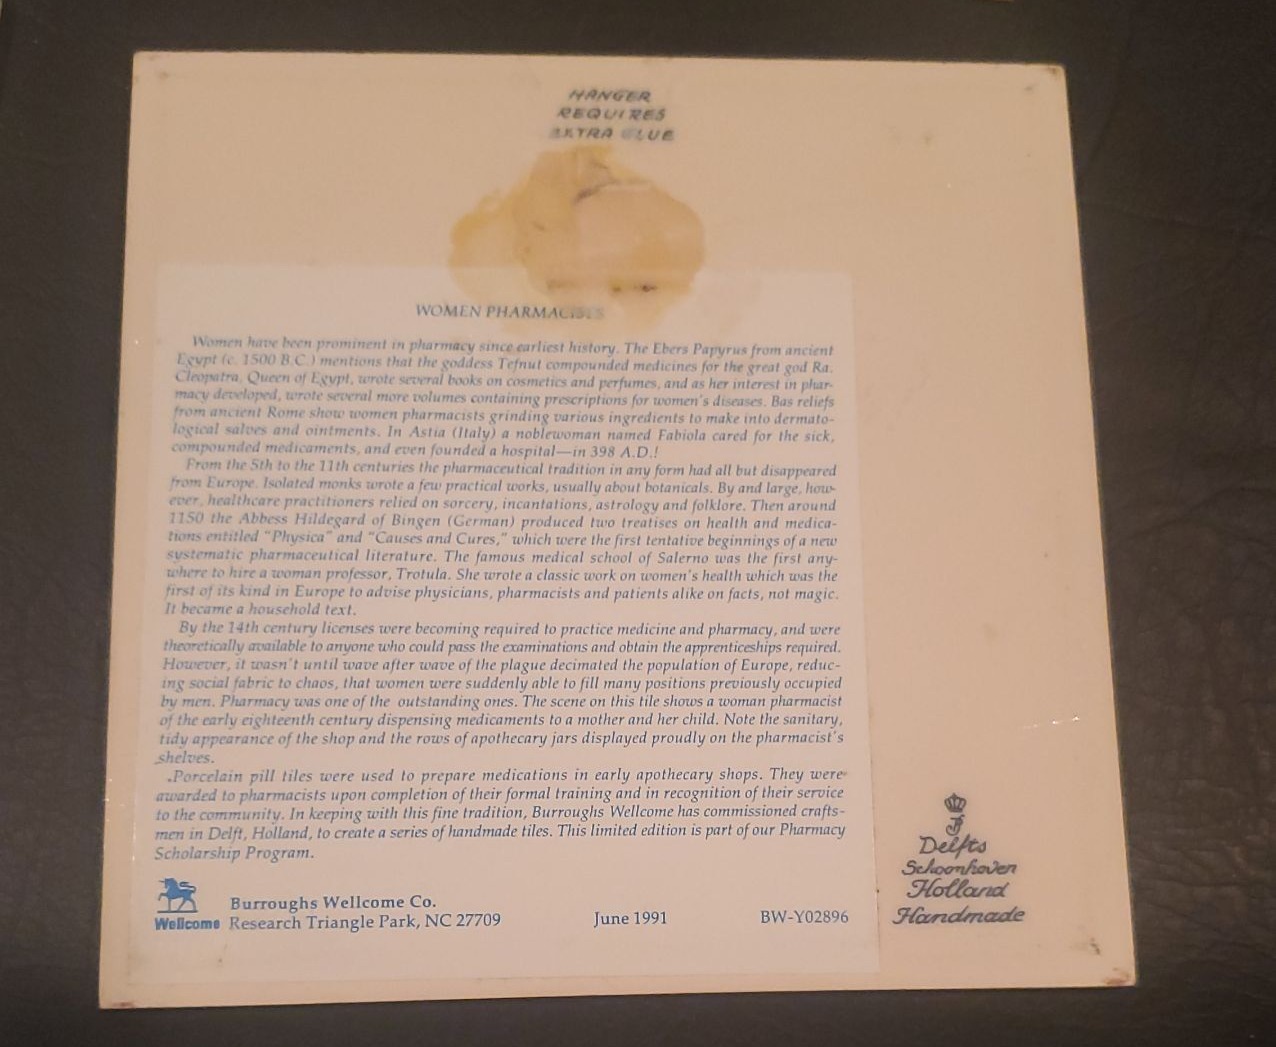 HANGER
REQUIRES
EXTRA GLUE
WOMEN PHARMACISTS
Women have been prominent in pharmacy since earliest history. The Ebers Papyrus from ancient
Egypt (c. 1500 B.C.) mentions that the goddess Tefnut compounded medicines for the great god Ra.
Cleopatra, Queen of Egypt, wrote several books on cosmetics and perfumes, and as her interest in phar-
macy developed, wrote several more volumes containing prescriptions for women's diseases. Bas reliefs
from ancient Rome show women pharmacists grinding various ingredients to make into dermato-
logical salves and ointments. In Astia (Italy) a noblewoman named Fabiola cared for the sick,
compounded medicaments, and even founded a hospital—in 398 A.D.!
From the 5th to the 11th centuries the pharmaceutical tradition in any form had all but disappeared
from Europe. Isolated monks wrote a few practical works, usually about botanicals. By and large, how-
ever, healthcare practitioners relied on sorcery, incantations, astrology and folklore. Then around
1150 the Abbess Hildegard of Bingen (German) produced two treatises on health and medica-
tions entitled "Physica" and "Causes and Cures," which were the first tentative beginnings of a new
systematic pharmaceutical literature. The famous medical school of Salerno was the first any-
where to hire a woman professor, Trotula. She wrote a classic work on women's health which was the
first of its kind in Europe to advise physicians, pharmacists and patients alike on facts, not magic.
It became a household text.
By the 14th century licenses were becoming required to practice medicine and pharmacy, and were
theoretically available to anyone who could pass the examinations and obtain the apprenticeships required.
However, it wasn't until wave after wave of the plague decimated the population of Europe, reduc-
ing social fabric to chaos, that women were suddenly able to fill many positions previously occupied
by men. Pharmacy was one of the outstanding ones. The scene on this tile shows a woman pharmacist
of the early eighteenth century dispensing medicaments to a mother and her child. Note the sanitary,
tidy appearance of the shop and the rows of apothecary jars displayed proudly on the pharmacist's
shelves.
Porcelain pill tiles were used to prepare medications in early apothecary shops. They were
awarded to pharmacists upon completion of their formal training and in recognition of their service
to the community. In keeping with this fine tradition, Burroughs Wellcome has commissioned crafts-
men in Delft, Holland, to create a series of handmade tiles. This limited edition is part of our Pharmacy
Scholarship Program.
Burroughs Wellcome Co.
Wellcome Research Triangle Park, NC 27709 June 1991 BW-Y02896
Delfts
Schoonhoven
Holland
Handmade